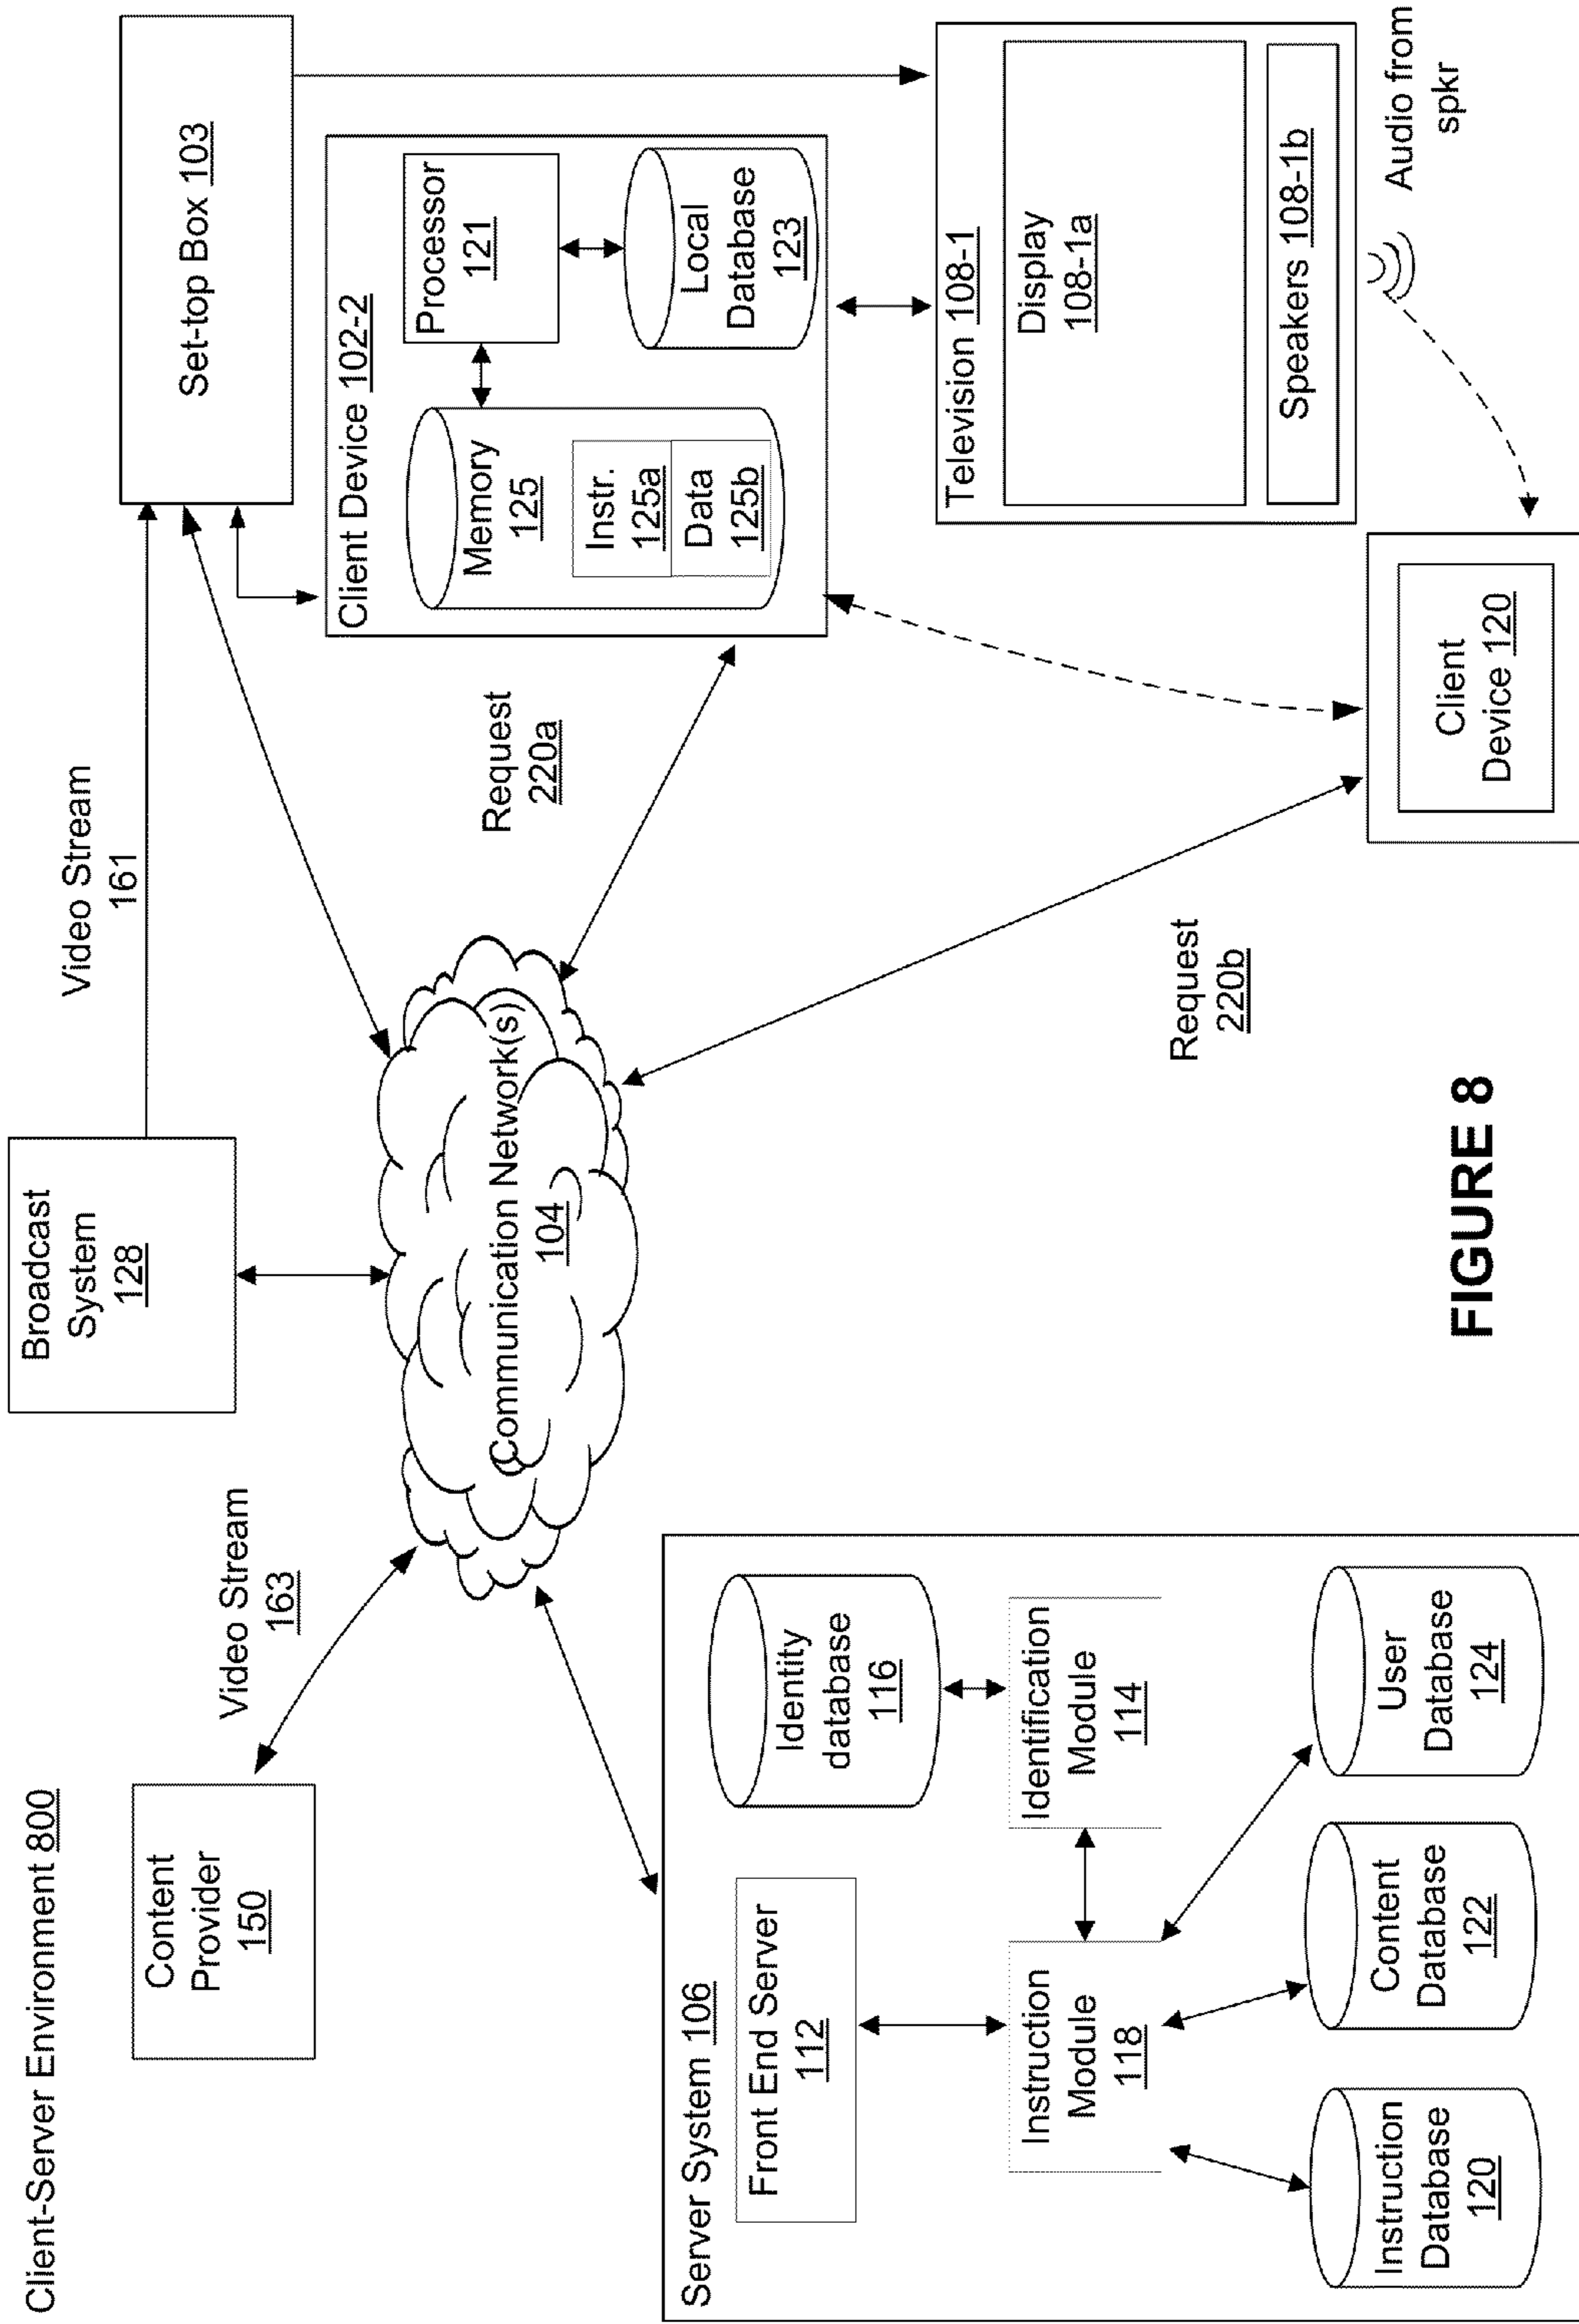 Client-Server Environment 800
Content
Provider
150
Video Stream
163
Broadcast
System
128
Video Stream
161
Set-top Box 103
Communication Network(s)
104
Request
220a
Client Device 102-2
Memory
125
Instr.
125a
Data
125b
Processor
121
Local
Database
123
Server System 106
Front End Server
112
Identity
database
116
Instruction
Module
118
Identification
Module
114
Instruction
Database
120
Content
Database
122
User
Database
124
Request
220b
Television 108-1
Display
108-1a
Speakers 108-1b
Audio from
spkr
Client
Device 120
FIGURE 8